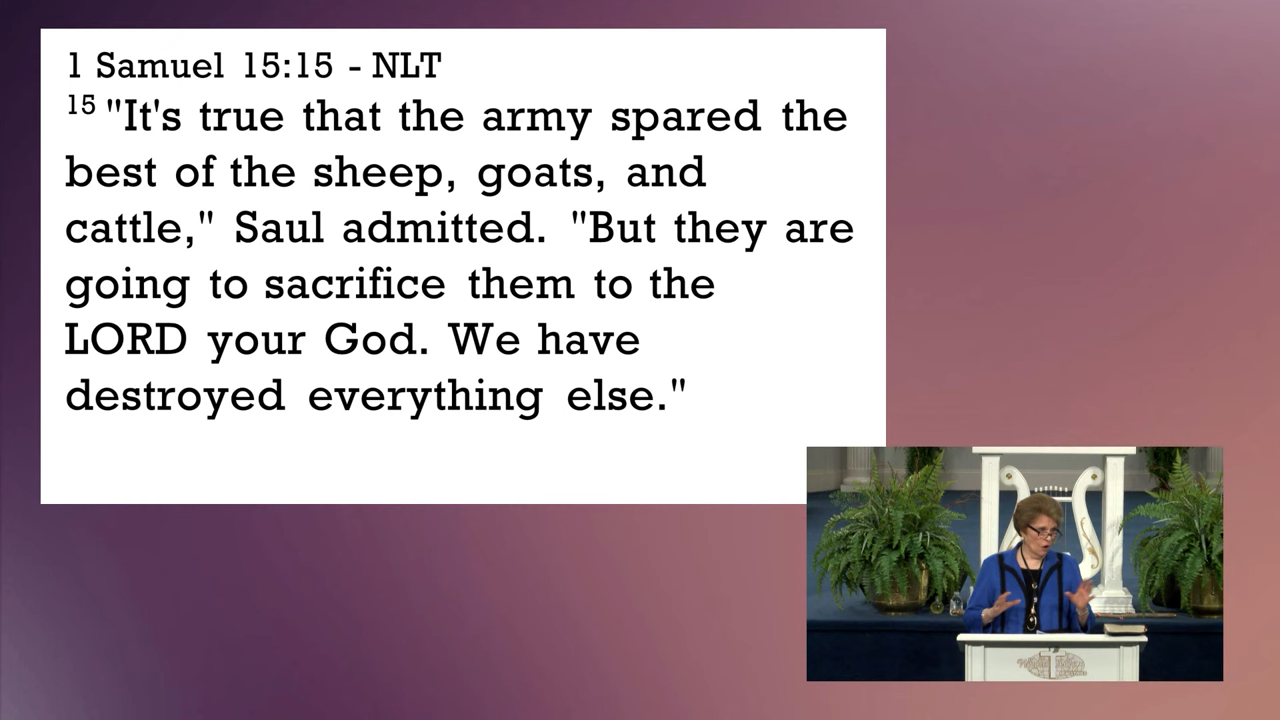 1 Samuel 15:15 - NLT
15 "It's true that the army spared the
best of the sheep, goats, and
cattle," Saul admitted. "But they are
going to sacrifice them to the
LORD your God. We have
destroyed everything else."